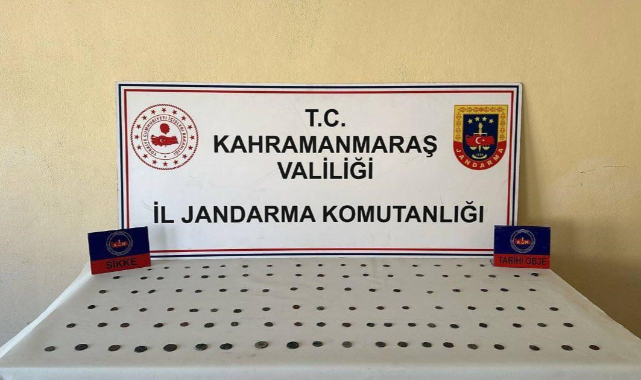 T.C.
KAHRAMANMARAŞ
VALİLİĞİ
İL JANDARMA KOMUTANLIĞI
JANDARMA
SİKKE
TARİHİ OBJE